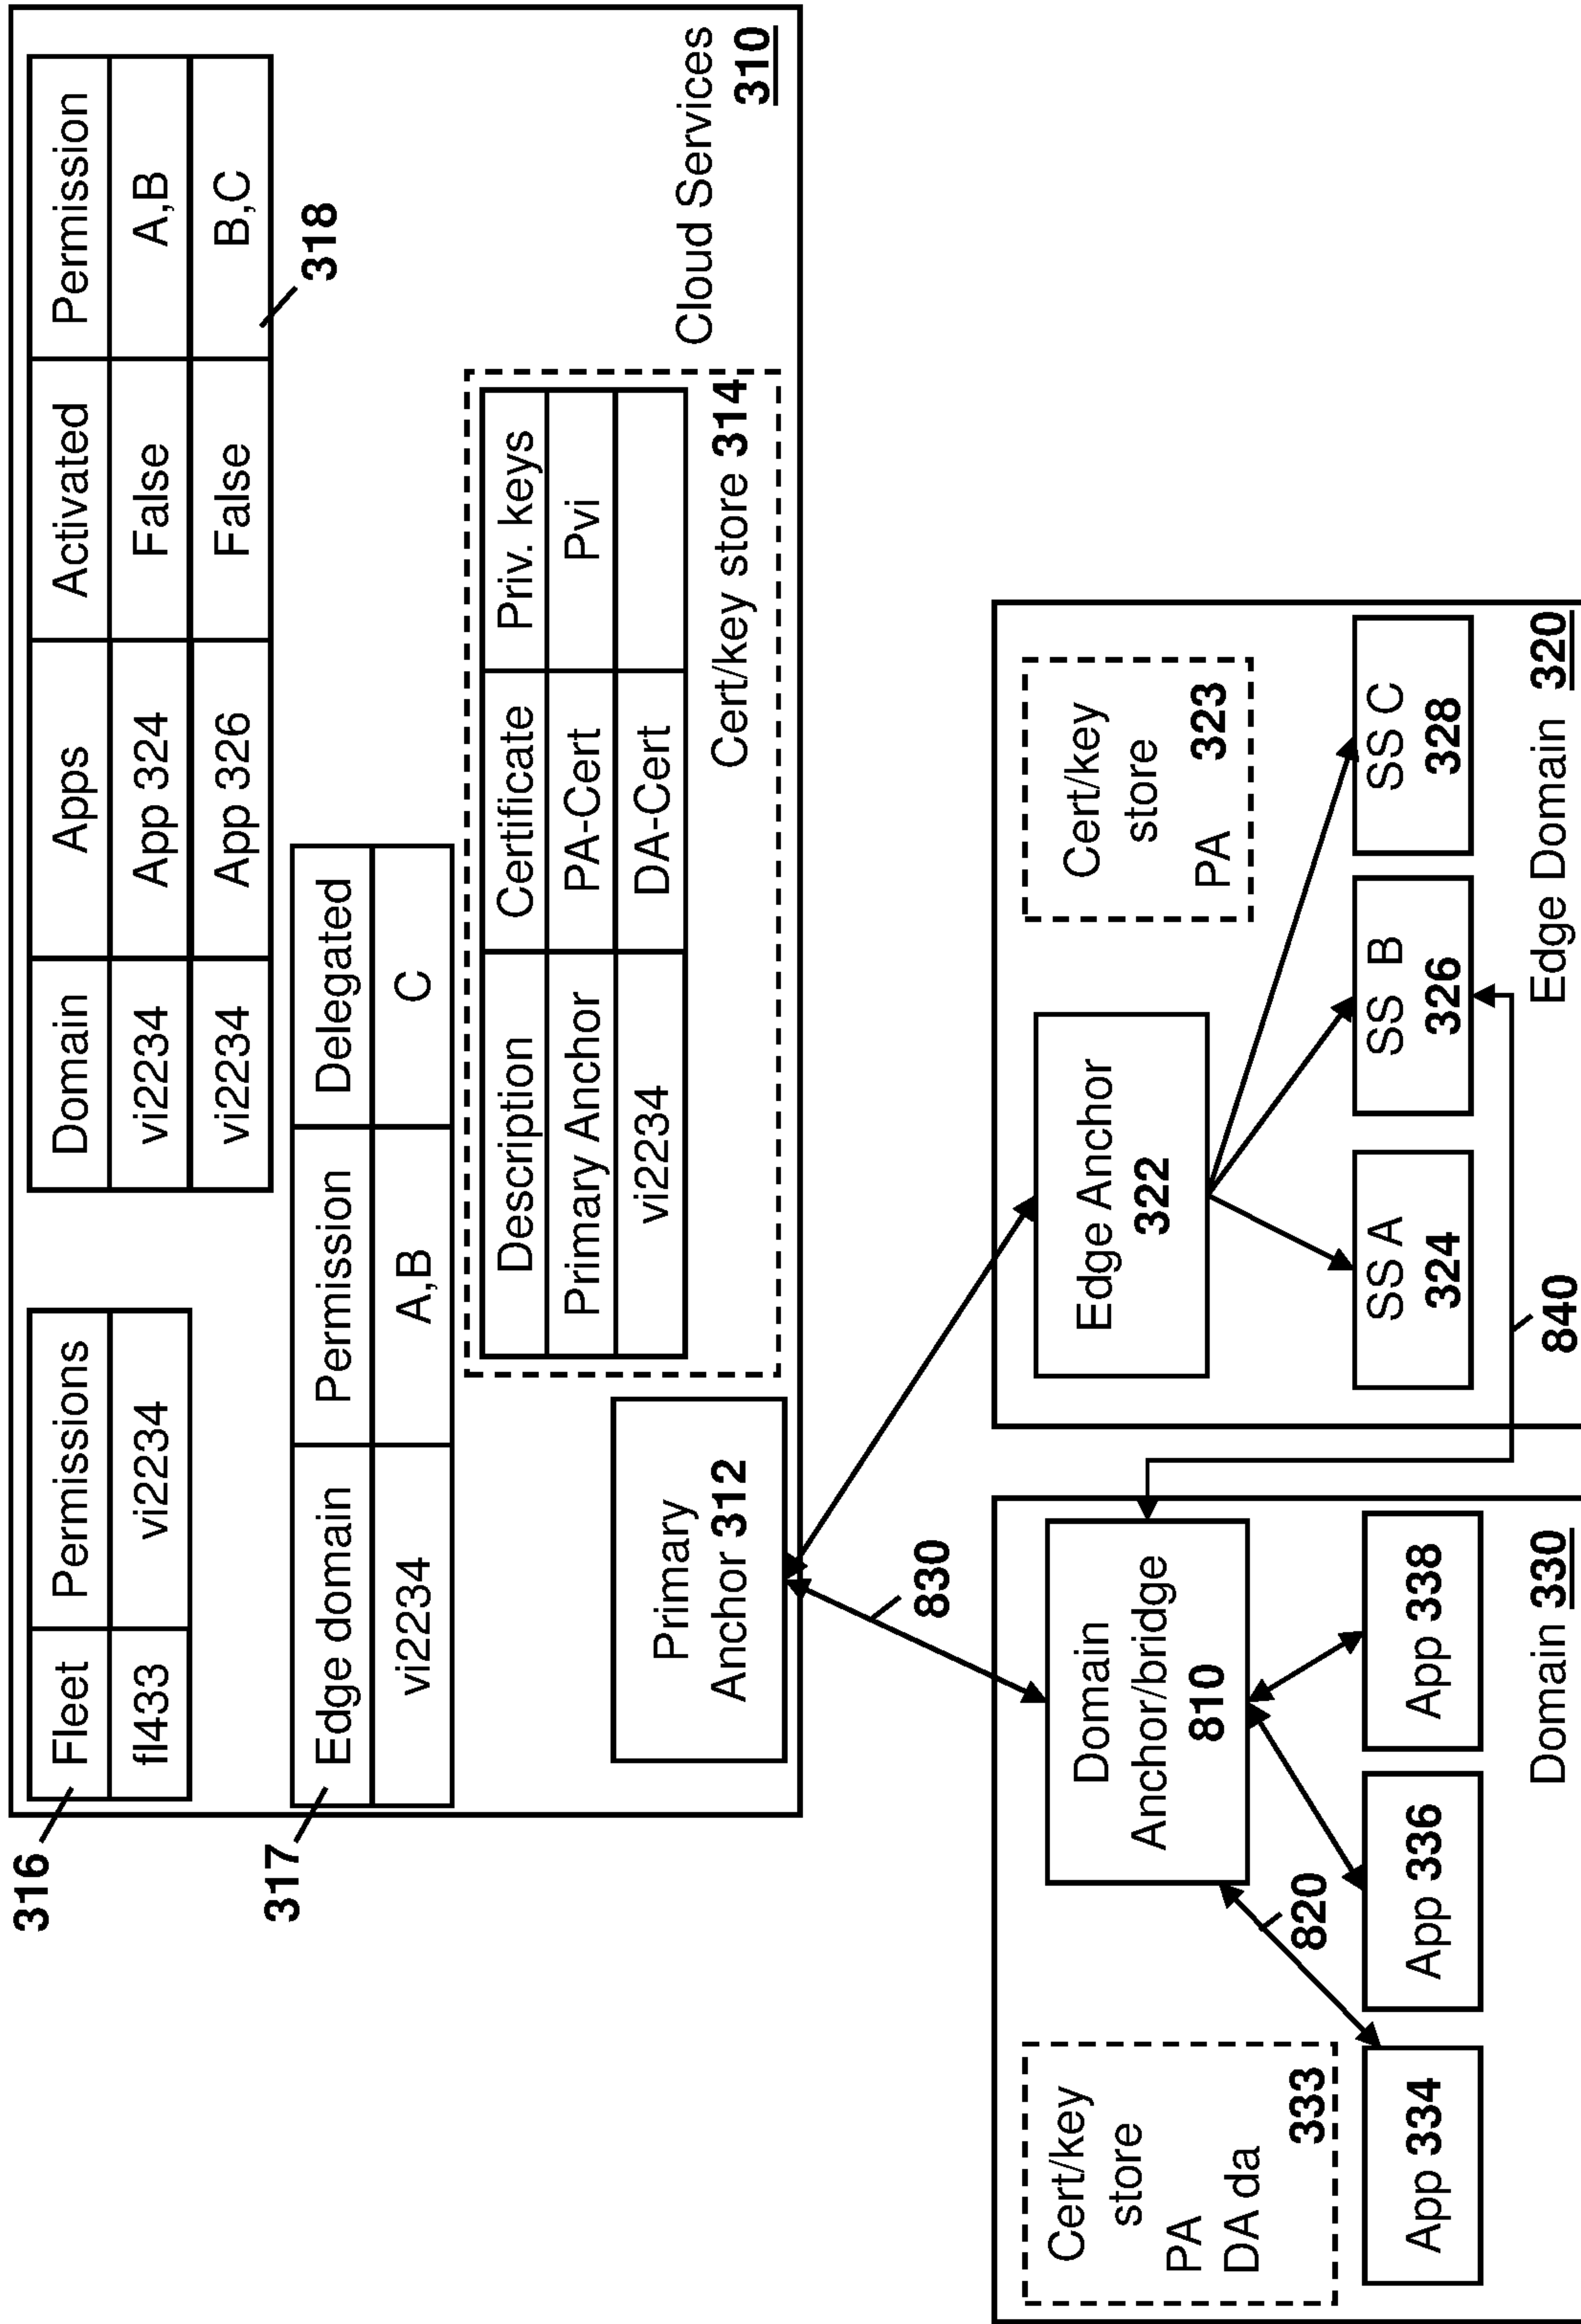 316
Fleet Permissions
fl433 vi2234
Domain Apps Activated Permission
vi2234 App 324 False A,B
vi2234 App 326 False B,C
318
317
Edge domain Permission Delegated
vi2234 A,B C
Description Certificate Priv. keys
Primary Anchor PA-Cert Pvi
vi2234 DA-Cert
Cert/key store 314
Primary
Anchor 312
Cloud Services
310
830
Cert/key
store
PA
DA da
333
Domain
Anchor/bridge
810
820
App 334
App 336
App 338
Domain 330
Edge Anchor
322
Cert/key
store
PA 323
SS A
324
SS B
326
SS C
328
840
Edge Domain 320